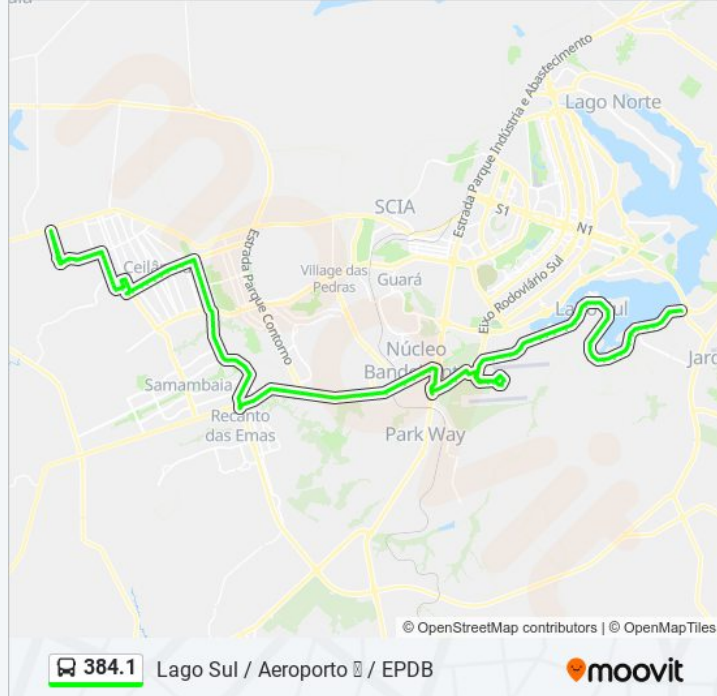 Lago Norte
Estrada Parque Indústria e Abastecimento
SCIA
S1
N1
Ceilân
Estrada Parque Contorno
Village das
Pedras
Guará
Eixo Rodoviário Sul
Lago Sul
Núcleo
Bandeirante
Jard
Samambaia
Recanto
das Emas
Park Way
© OpenStreetMap contributors | © OpenMapTiles
384.1 Lago Sul / Aeroporto / EPDB
moovit